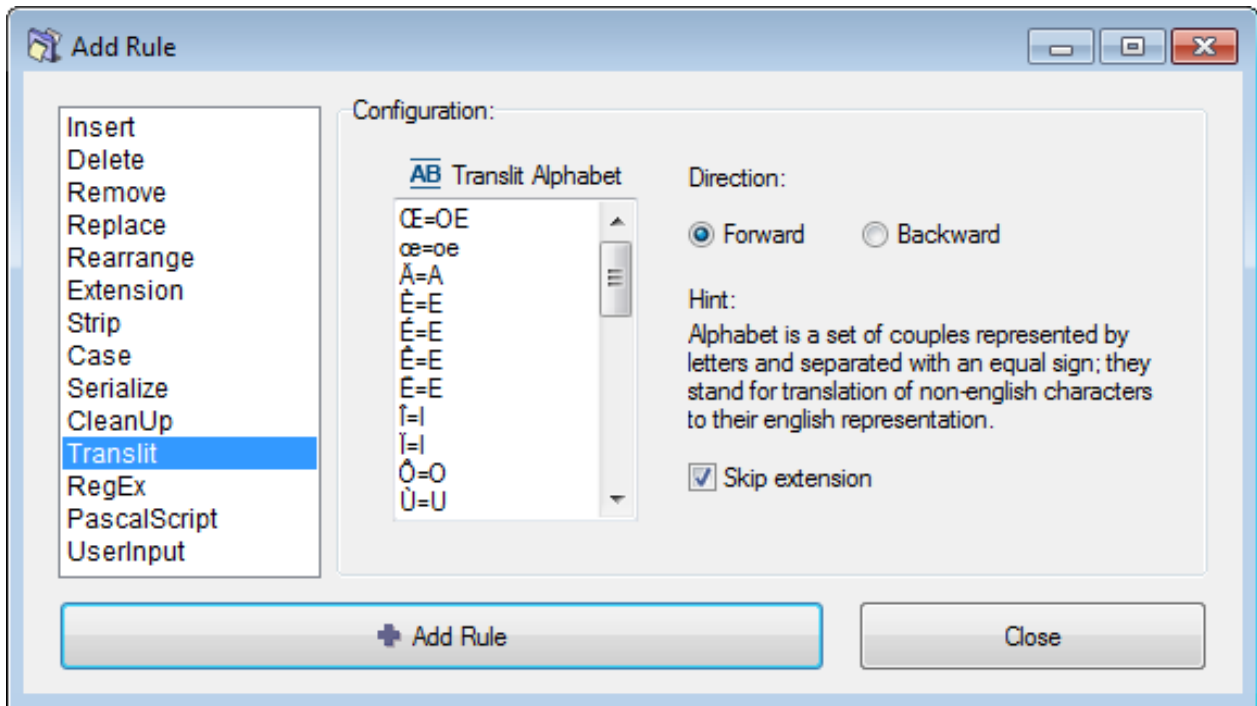 Add Rule
Insert
Delete
Remove
Replace
Rearrange
Extension
Strip
Case
Serialize
CleanUp
Translit
RegEx
PascalScript
UserInput
Configuration:
AB Translit Alphabet
Œ=OE
œ=oe
Ä=A
È=E
É=E
Ê=E
Ë=E
Î=I
Ï=I
Ô=O
Ù=U
Direction:
Forward
Backward
Hint:
Alphabet is a set of couples represented by
letters and separated with an equal sign; they
stand for translation of non-english characters
to their english representation.
Skip extension
Add Rule
Close